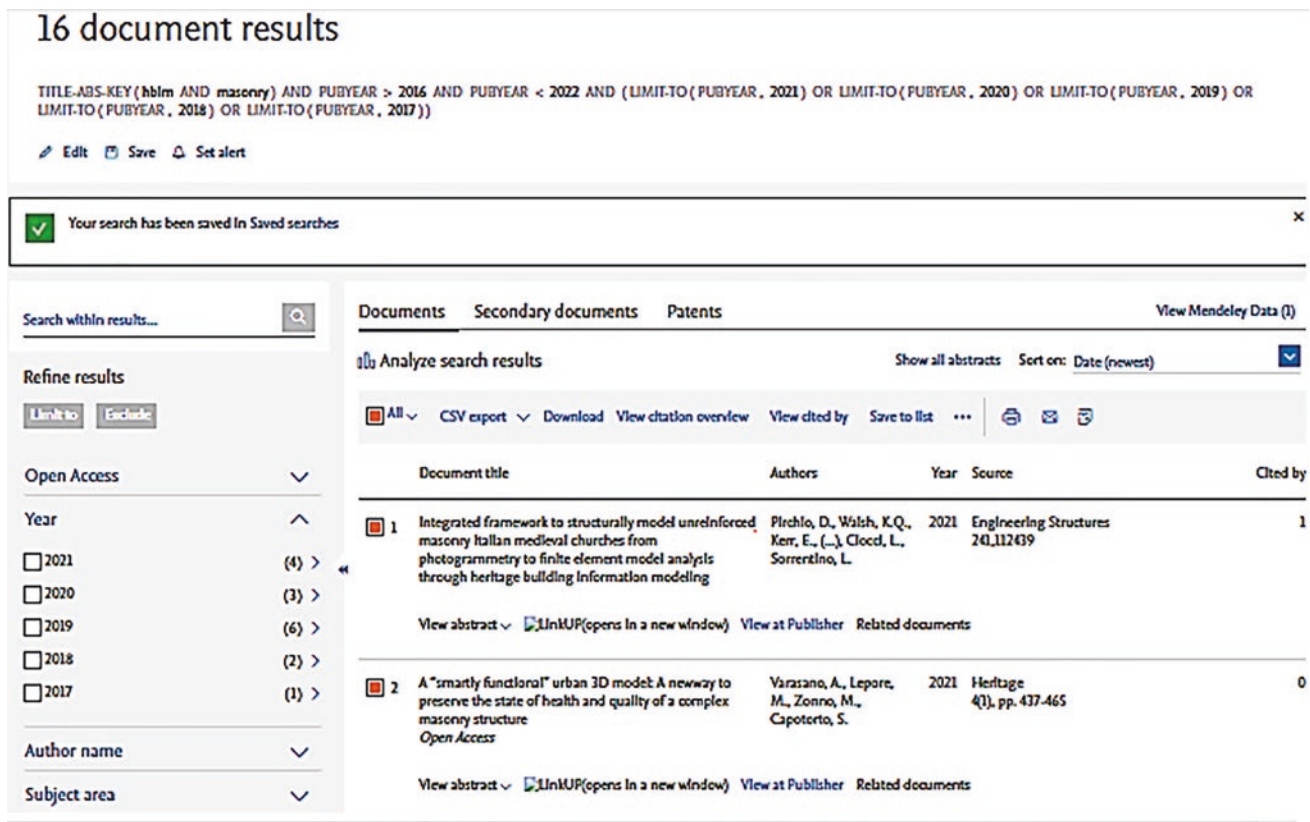 16 document results
TITLE-ABS-KEY(hbim AND masonry) AND PUBYEAR > 2016 AND PUBYEAR < 2022 AND (LIMIT-TO(PUBYEAR, 2021) OR LIMIT-TO(PUBYEAR, 2020) OR LIMIT-TO(PUBYEAR, 2019) OR
LIMIT-TO(PUBYEAR, 2018) OR LIMIT-TO(PUBYEAR, 2017))
Edit Save Set alert
Your search has been saved in Saved searches ×
Search within results...
Refine results
Limit to Exclude
Open Access
Year
2021 (4) >
2020 (3) >
2019 (6) >
2018 (2) >
2017 (1) >
Author name
Subject area
Documents Secondary documents Patents View Mendeley Data (1)
Analyze search results Show all abstracts Sort on: Date (newest)
All CSV export Download View citation overview View cited by Save to list •••
Document title Authors Year Source Cited by
1 Integrated framework to structurally model unreinforced Pirchio, D., Walsh, K.Q., 2021 Engineering Structures 1
masonry Italian medieval churches from Kerr, E., (...), Ciocci, L., 241,112439
photogrammetry to finite element model analysis Sorrentino, L.
through heritage building information modeling
View abstract LinkUP(opens in a new window) View at Publisher Related documents
2 A "smartly functional" urban 3D model: A newway to Varasano, A., Lepore, 2021 Heritage 0
preserve the state of health and quality of a complex M., Zonno, M., 4(1), pp. 437-465
masonry structure Capotorto, S.
Open Access
View abstract LinkUP(opens in a new window) View at Publisher Related documents